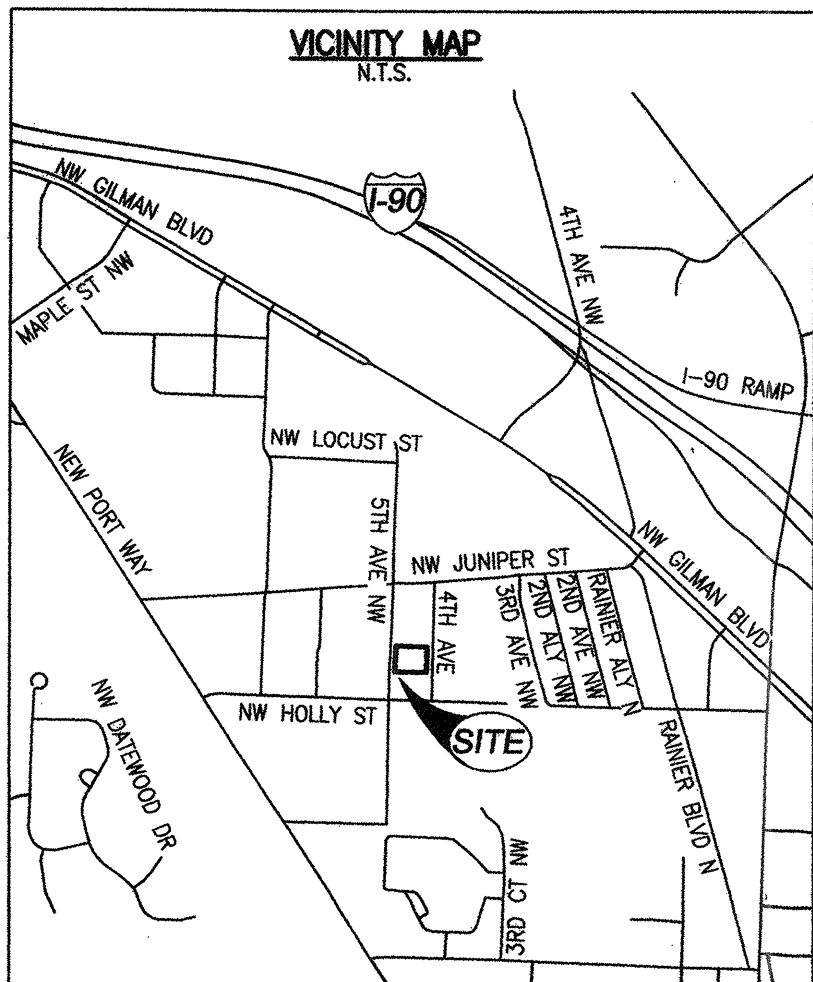 VICINITY MAP
N.T.S.
NW GILMAN BLVD
I-90
4TH AVE NW
MAPLE ST NW
I-90 RAMP
NW LOCUST ST
NEW PORT WAY
5TH AVE NW
NW JUNIPER ST
NW GILMAN BLVD
4TH AVE
3RD AVE NW
2ND ALY NW
2ND AVE NW
RAINIER ALY N
NW HOLLY ST
SITE
NW DATEWOOD DR
RAINIER BLVD N
3RD CT NW